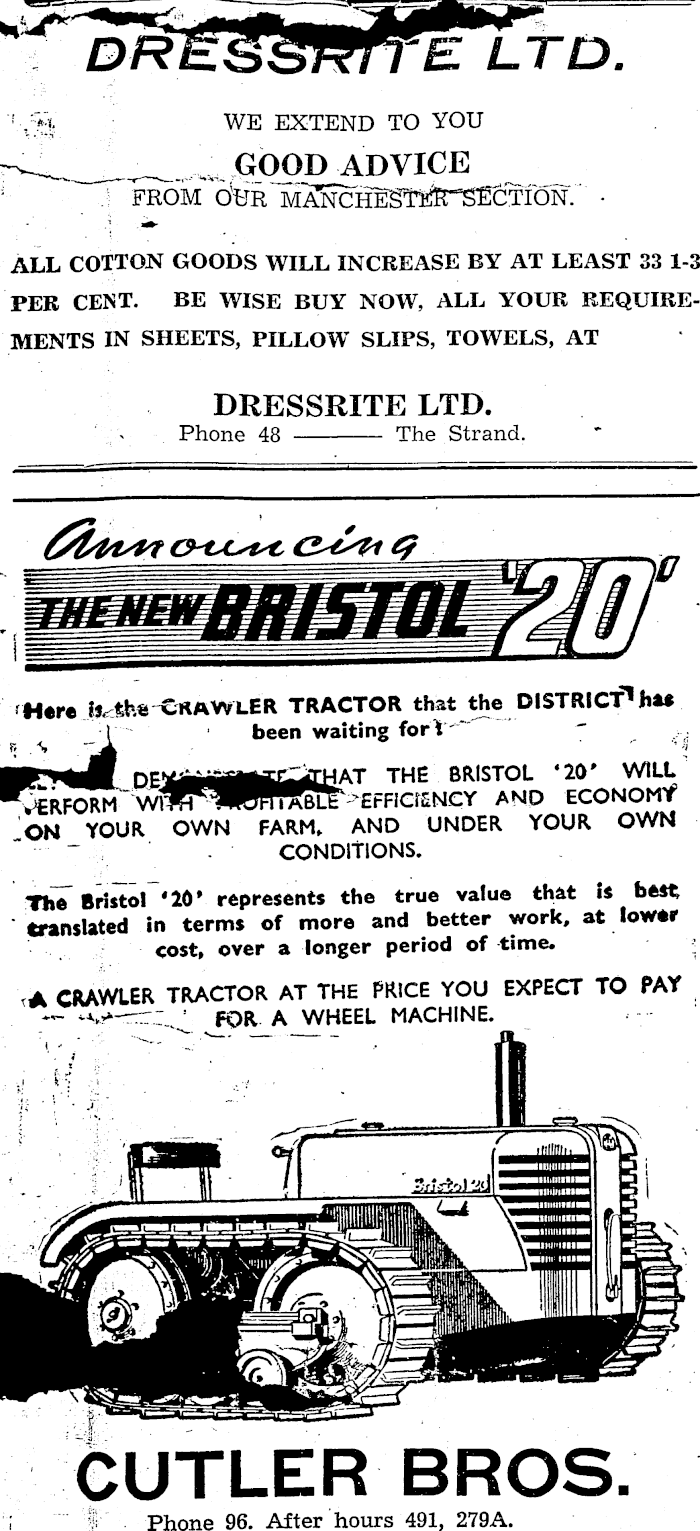 DRESSRITE LTD.
WE EXTEND TO YOU
GOOD ADVICE
FROM OUR MANCHESTER SECTION.
ALL COTTON GOODS WILL INCREASE BY AT LEAST 33 1-3
PER CENT. BE WISE BUY NOW, ALL YOUR REQUIRE-
MENTS IN SHEETS, PILLOW SLIPS, TOWELS, AT
DRESSRITE LTD.
Phone 48 ——— The Strand.
Announcing
THE NEW BRISTOL '20'
Here is the CRAWLER TRACTOR that the DISTRICT has
been waiting for!
THAT THE BRISTOL '20' WILL
PERFORM WITH PROFITABLE EFFICIENCY AND ECONOMY
ON YOUR OWN FARM, AND UNDER YOUR OWN
CONDITIONS.
The Bristol '20' represents the true value that is best
translated in terms of more and better work, at lower
cost, over a longer period of time.
A CRAWLER TRACTOR AT THE PRICE YOU EXPECT TO PAY
FOR A WHEEL MACHINE.
Bristol 20
CUTLER BROS.
Phone 96. After hours 491, 279A.